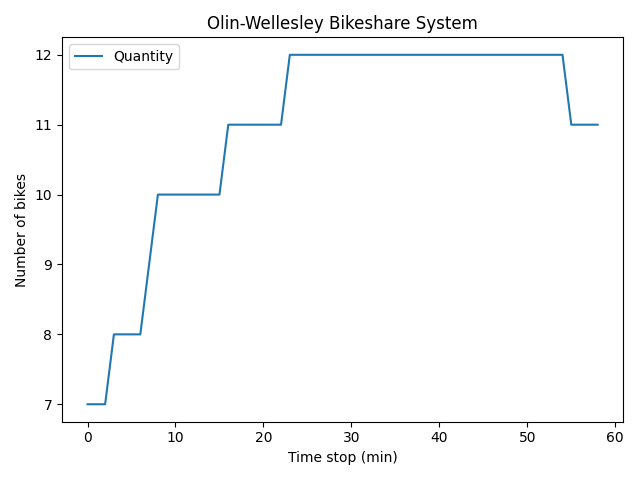 Olin-Wellesley Bikeshare System
Quantity
Number of bikes
12
11
10
9
8
7
0 10 20 30 40 50 60
Time stop (min)